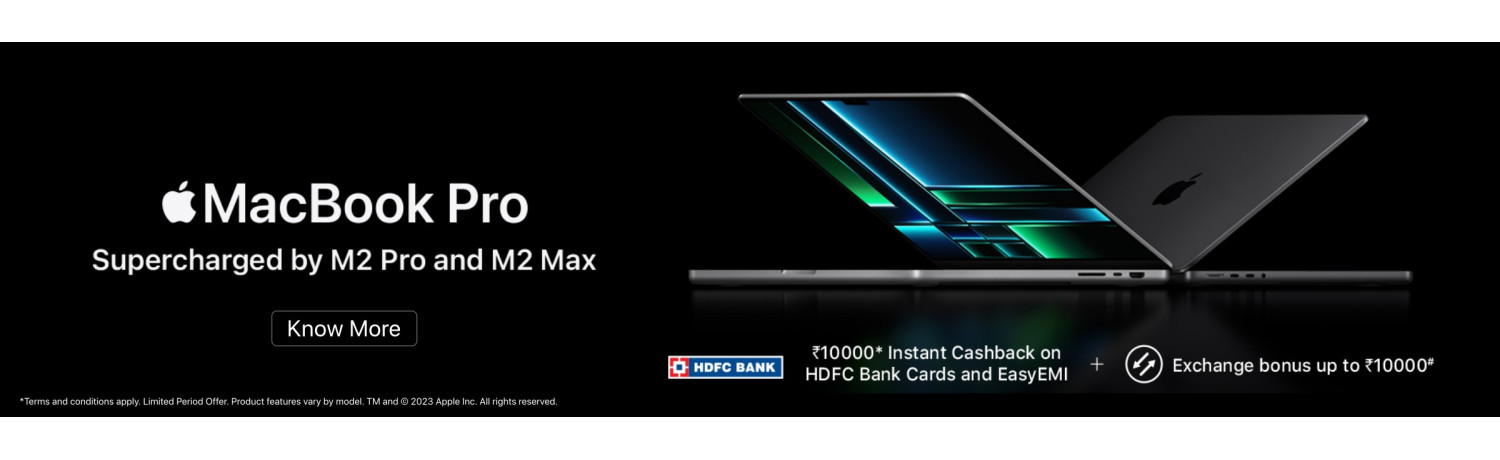 MacBook Pro
Supercharged by M2 Pro and M2 Max
Know More
HDFC BANK
₹10000* Instant Cashback on
HDFC Bank Cards and EasyEMI
+
Exchange bonus up to ₹10000#
*Terms and conditions apply. Limited Period Offer. Product features vary by model. TM and © 2023 Apple Inc. All rights reserved.